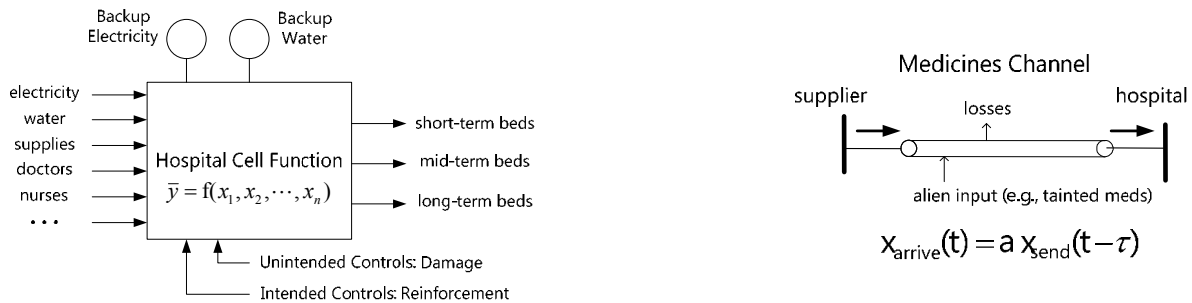 Backup
Electricity
Backup
Water
electricity
water
supplies
doctors
nurses
...
Hospital Cell Function
y̅ = f(x₁, x₂, ⋯, xₙ)
short-term beds
mid-term beds
long-term beds
Unintended Controls: Damage
Intended Controls: Reinforcement
Medicines Channel
supplier
hospital
losses
alien input (e.g., tainted meds)
x_arrive(t) = a x_send(t−τ)